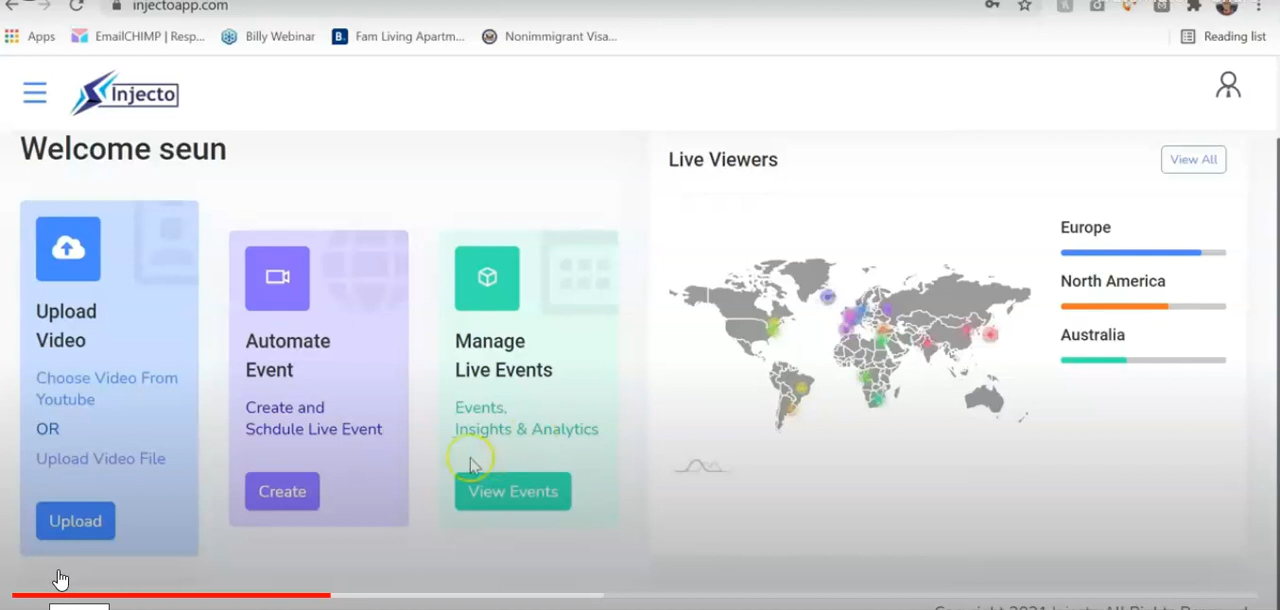 injectoapp.com
Apps
EmailCHIMP | Resp...
Billy Webinar
B.
Fam Living Apartm...
Nonimmigrant Visa...
Reading list
Injecto
Welcome seun
Upload
Video
Choose Video From
Youtube
OR
Upload Video File
Upload
Automate
Event
Create and
Schdule Live Event
Create
Manage
Live Events
Events,
Insights & Analytics
View Events
Live Viewers
View All
Europe
North America
Australia